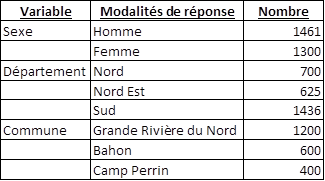 Variable Modalités de réponse Nombre
Sexe Homme 1461
Femme 1300
Département Nord 700
Nord Est 625
Sud 1436
Commune Grande Rivière du Nord 1200
Bahon 600
Camp Perrin 400